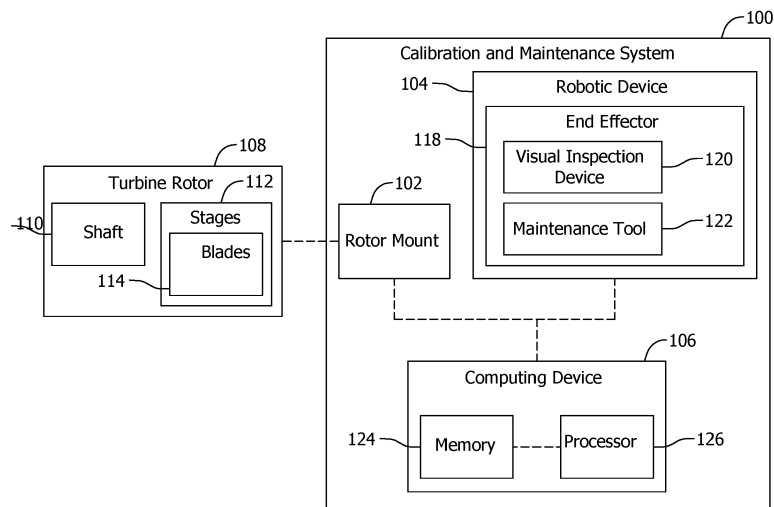 100
Calibration and Maintenance System
104
Robotic Device
118
End Effector
Visual Inspection
Device
120
Maintenance Tool
122
108
Turbine Rotor
112
110
Shaft
Stages
Blades
114
102
Rotor Mount
106
Computing Device
124
Memory
Processor
126